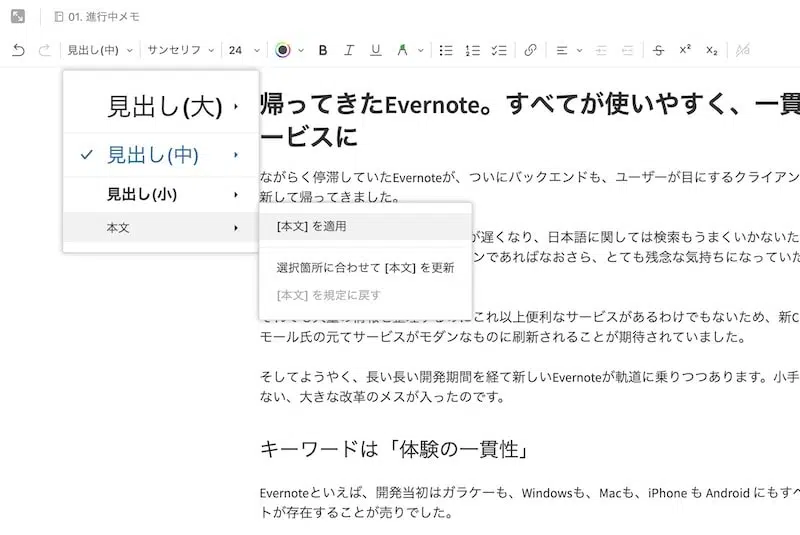 01. 進行中メモ
見出し(中) サンセリフ 24 B I U A S x² x₂
見出し(大)
見出し(中)
見出し(小)
本文
[本文] を適用
選択箇所に合わせて [本文] を更新
[本文] を規定に戻す
帰ってきたEvernote。すべてが使いやすく、一貫
ービスに
ながらく停滞していたEvernoteが、ついにバックエンドも、ユーザーが目にするクライアン
新して帰ってきました。
が遅くなり、日本語に関しては検索もうまくいかないた
ンであればなおさら、とても残念な気持ちになっていた
これ以上便利なサービスがあるわけでもないため、新C
モール氏の元てサービスがモダンなものに刷新されることが期待されていました。
そしてようやく、長い長い開発期間を経て新しいEvernoteが軌道に乗りつつあります。小手
ない、大きな改革のメスが入ったのです。
キーワードは「体験の一貫性」
Evernoteといえば、開発当初はガラケーも、Windowsも、Macも、iPhone も Android にもすべ
トが存在することが売りでした。